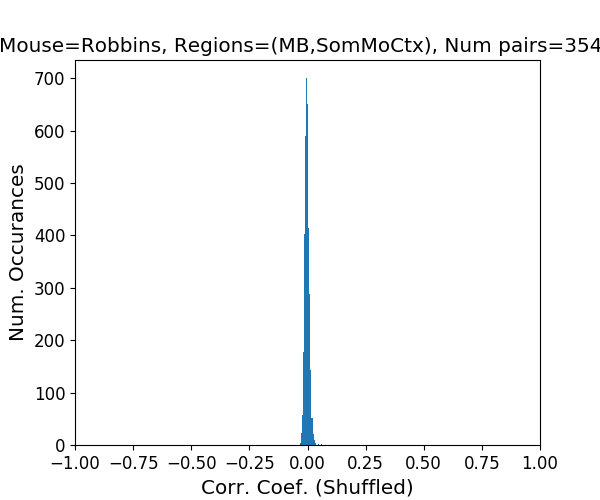 Mouse=Robbins, Regions=(MB,SomMoCtx), Num pairs=354
700
600
500
400
300
200
100
0
Num. Occurances
−1.00 −0.75 −0.50 −0.25 0.00 0.25 0.50 0.75 1.00
Corr. Coef. (Shuffled)